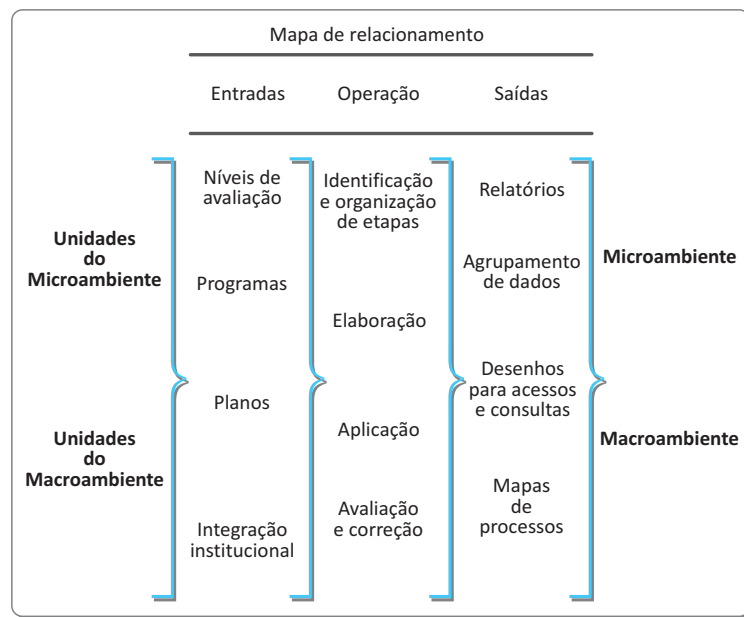 Mapa de relacionamento
Entradas
Operação
Saídas
Unidades
do
Microambiente
Unidades
do
Macroambiente
Níveis de
avaliação
Programas
Planos
Integração
institucional
Identificação
e organização
de etapas
Elaboração
Aplicação
Avaliação
e correção
Relatórios
Agrupamento
de dados
Desenhos
para acessos
e consultas
Mapas
de
processos
Microambiente
Macroambiente